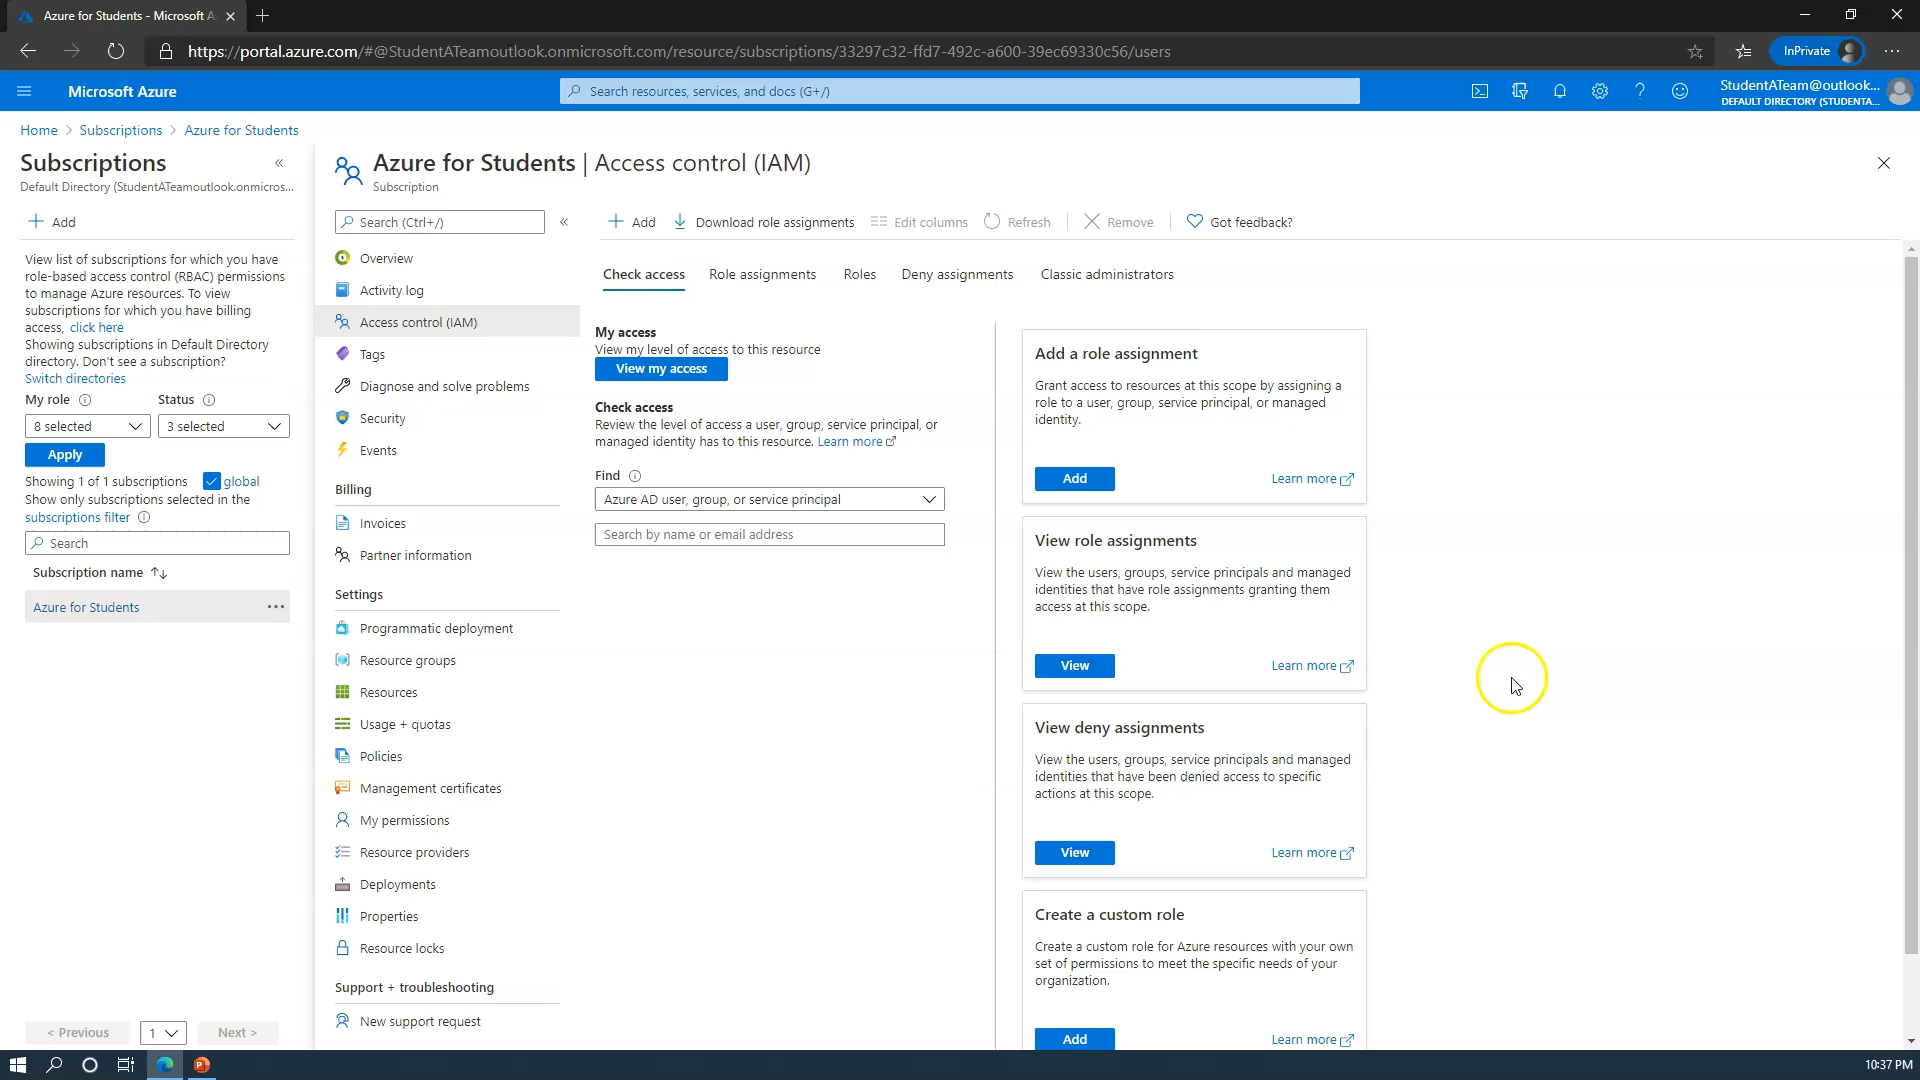 Azure for Students - Microsoft A
https://portal.azure.com/#@StudentATeamoutlook.onmicrosoft.com/resource/subscriptions/33297c32-ffd7-492c-a600-39ec69330c56/users
InPrivate
Microsoft Azure
Search resources, services, and docs (G+/)
StudentATeam@outlook...
DEFAULT DIRECTORY (STUDENTA...
Home > Subscriptions > Azure for Students
Subscriptions
Default Directory (StudentATeamoutlook.onmicros...
Add
View list of subscriptions for which you have
role-based access control (RBAC) permissions
to manage Azure resources. To view
subscriptions for which you have billing
access, click here
Showing subscriptions in Default Directory
directory. Don't see a subscription?
Switch directories
My role
Status
8 selected
3 selected
Apply
Showing 1 of 1 subscriptions
global
Show only subscriptions selected in the
subscriptions filter
Search
Subscription name
Azure for Students
< Previous
1
Next >
Azure for Students | Access control (IAM)
Subscription
Search (Ctrl+/)
Overview
Activity log
Access control (IAM)
Tags
Diagnose and solve problems
Security
Events
Billing
Invoices
Partner information
Settings
Programmatic deployment
Resource groups
Resources
Usage + quotas
Policies
Management certificates
My permissions
Resource providers
Deployments
Properties
Resource locks
Support + troubleshooting
New support request
Add
Download role assignments
Edit columns
Refresh
Remove
Got feedback?
Check access
Role assignments
Roles
Deny assignments
Classic administrators
My access
View my level of access to this resource
View my access
Check access
Review the level of access a user, group, service principal, or
managed identity has to this resource. Learn more
Find
Azure AD user, group, or service principal
Search by name or email address
Add a role assignment
Grant access to resources at this scope by assigning a
role to a user, group, service principal, or managed
identity.
Add
Learn more
View role assignments
View the users, groups, service principals and managed
identities that have role assignments granting them
access at this scope.
View
Learn more
View deny assignments
View the users, groups, service principals and managed
identities that have been denied access to specific
actions at this scope.
View
Learn more
Create a custom role
Create a custom role for Azure resources with your own
set of permissions to meet the specific needs of your
organization.
Add
Learn more
10:37 PM